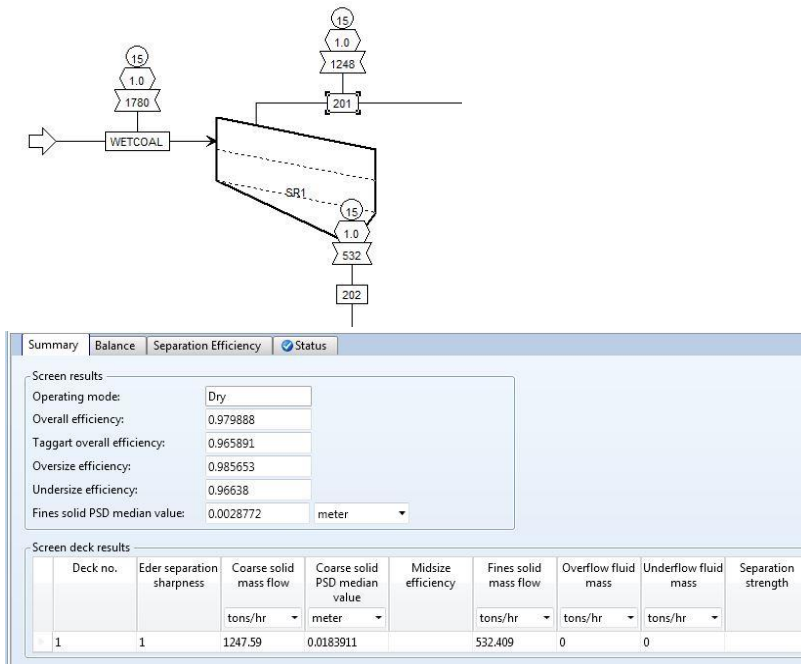 15
1.0
1248
201
15
1.0
1780
WETCOAL
SR1
15
1.0
532
202
Summary Balance Separation Efficiency Status
Screen results
Operating mode: Dry
Overall efficiency: 0.979888
Taggart overall efficiency: 0.965891
Oversize efficiency: 0.985653
Undersize efficiency: 0.96638
Fines solid PSD median value: 0.0028772 meter
Screen deck results
Deck no. Eder separation Coarse solid Coarse solid Midsize Fines solid Overflow fluid Underflow fluid Separation
sharpness mass flow PSD median efficiency mass flow mass mass strength
value
tons/hr meter tons/hr tons/hr tons/hr
1 1 1247.59 0.0183911 532.409 0 0